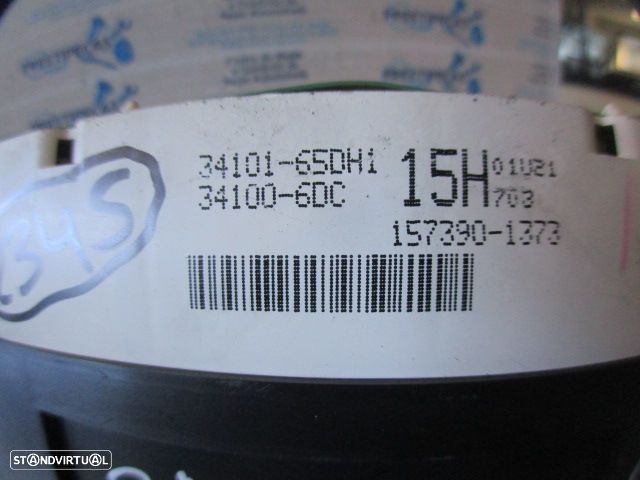 34101-65DH1
34100-6DC
15H
01U21
703
157390-1373
345
STANDVIRTUAL